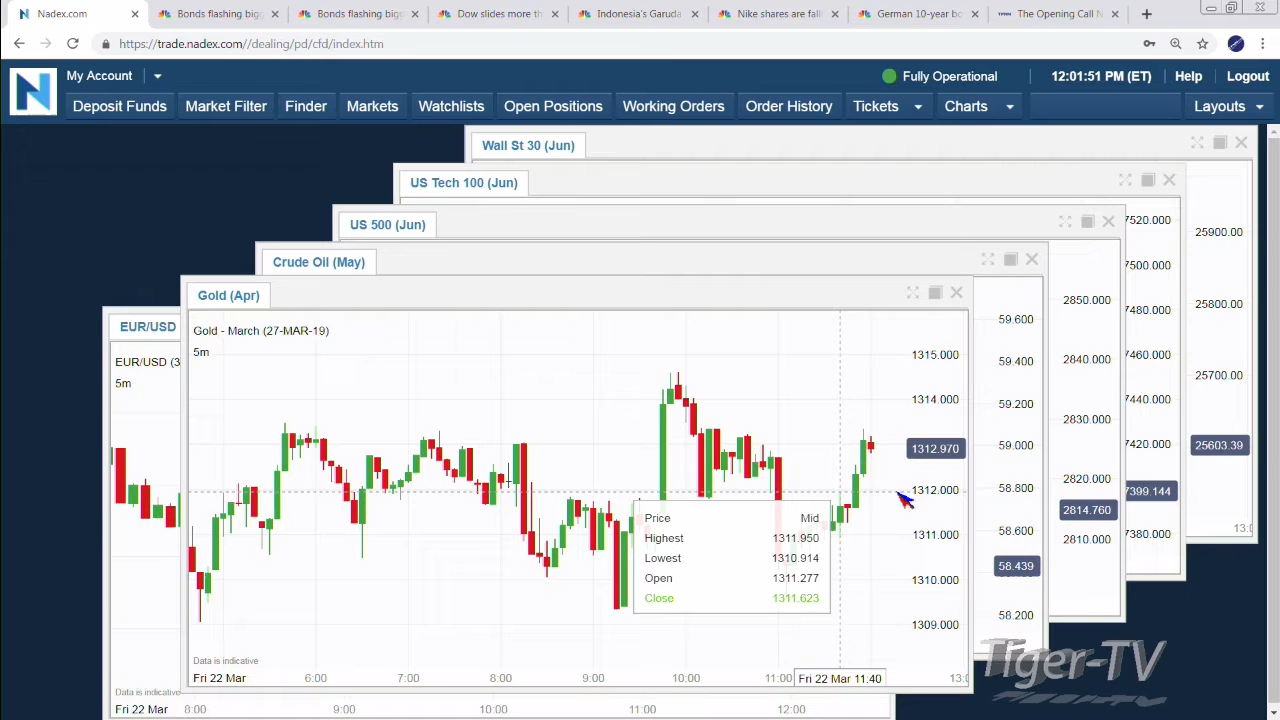 Nadex.com
Bonds flashing bigg
Bonds flashing bigg
Dow slides more th
Indonesia's Garuda
Nike shares are fall
German 10-year bo
The Opening Call N
https://trade.nadex.com//dealing/pd/cfd/index.htm
My Account
Fully Operational
12:01:51 PM (ET)
Help
Logout
Deposit Funds
Market Filter
Finder
Markets
Watchlists
Open Positions
Working Orders
Order History
Tickets
Charts
Layouts
Wall St 30 (Jun)
25900.00
25800.00
25700.00
25603.39
13:0
US Tech 100 (Jun)
7520.000
7500.000
7480.000
7460.000
7440.000
7420.000
7399.144
7380.000
US 500 (Jun)
2850.000
2840.000
2830.000
2820.000
2814.760
2810.000
Crude Oil (May)
59.600
59.400
59.200
59.000
58.800
58.600
58.439
58.200
Gold (Apr)
Gold - March (27-MAR-19)
5m
1315.000
1314.000
1312.970
1312.000
1311.000
1310.000
1309.000
Price Mid
Highest 1311.950
Lowest 1310.914
Open 1311.277
Close 1311.623
Data is indicative
Fri 22 Mar
6:00
7:00
8:00
9:00
10:00
11:00
Fri 22 Mar 11:40
13:0
EUR/USD
EUR/USD (3
5m
Data is indicative
Fri 22 Mar
8:00
9:00
10:00
11:00
12:00
Tiger-TV